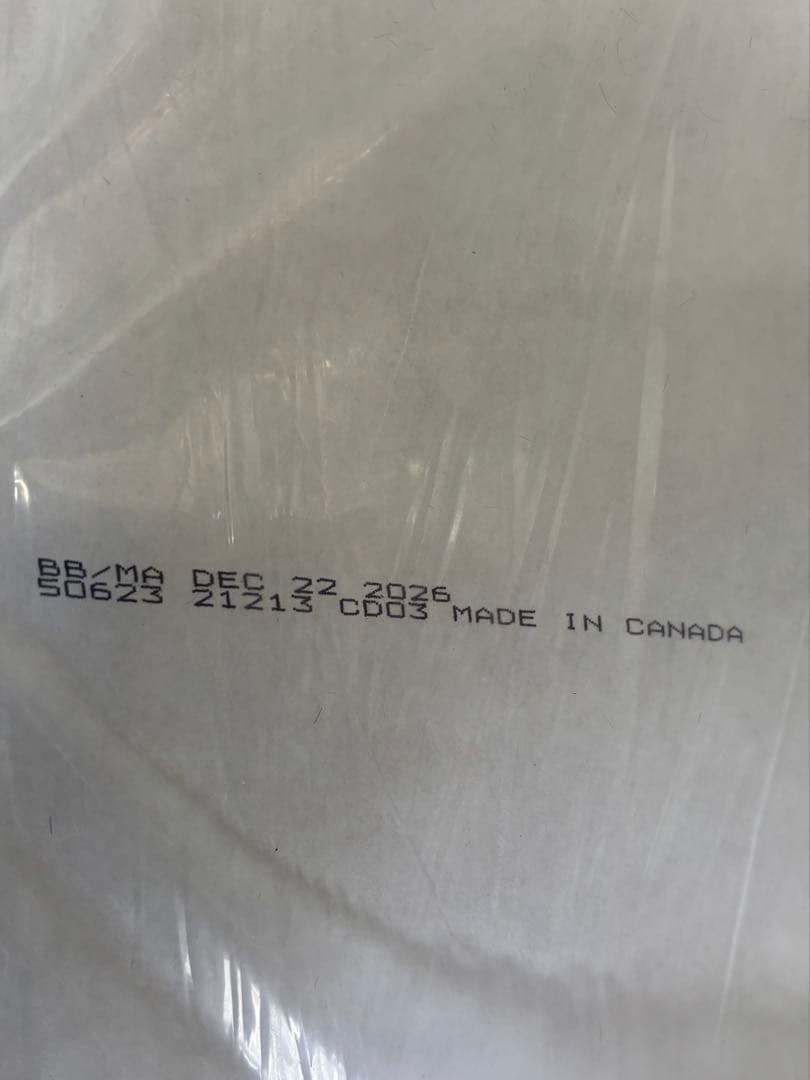 BB/MA DEC 22 2026
50623 21213 CD03 MADE IN CANADA